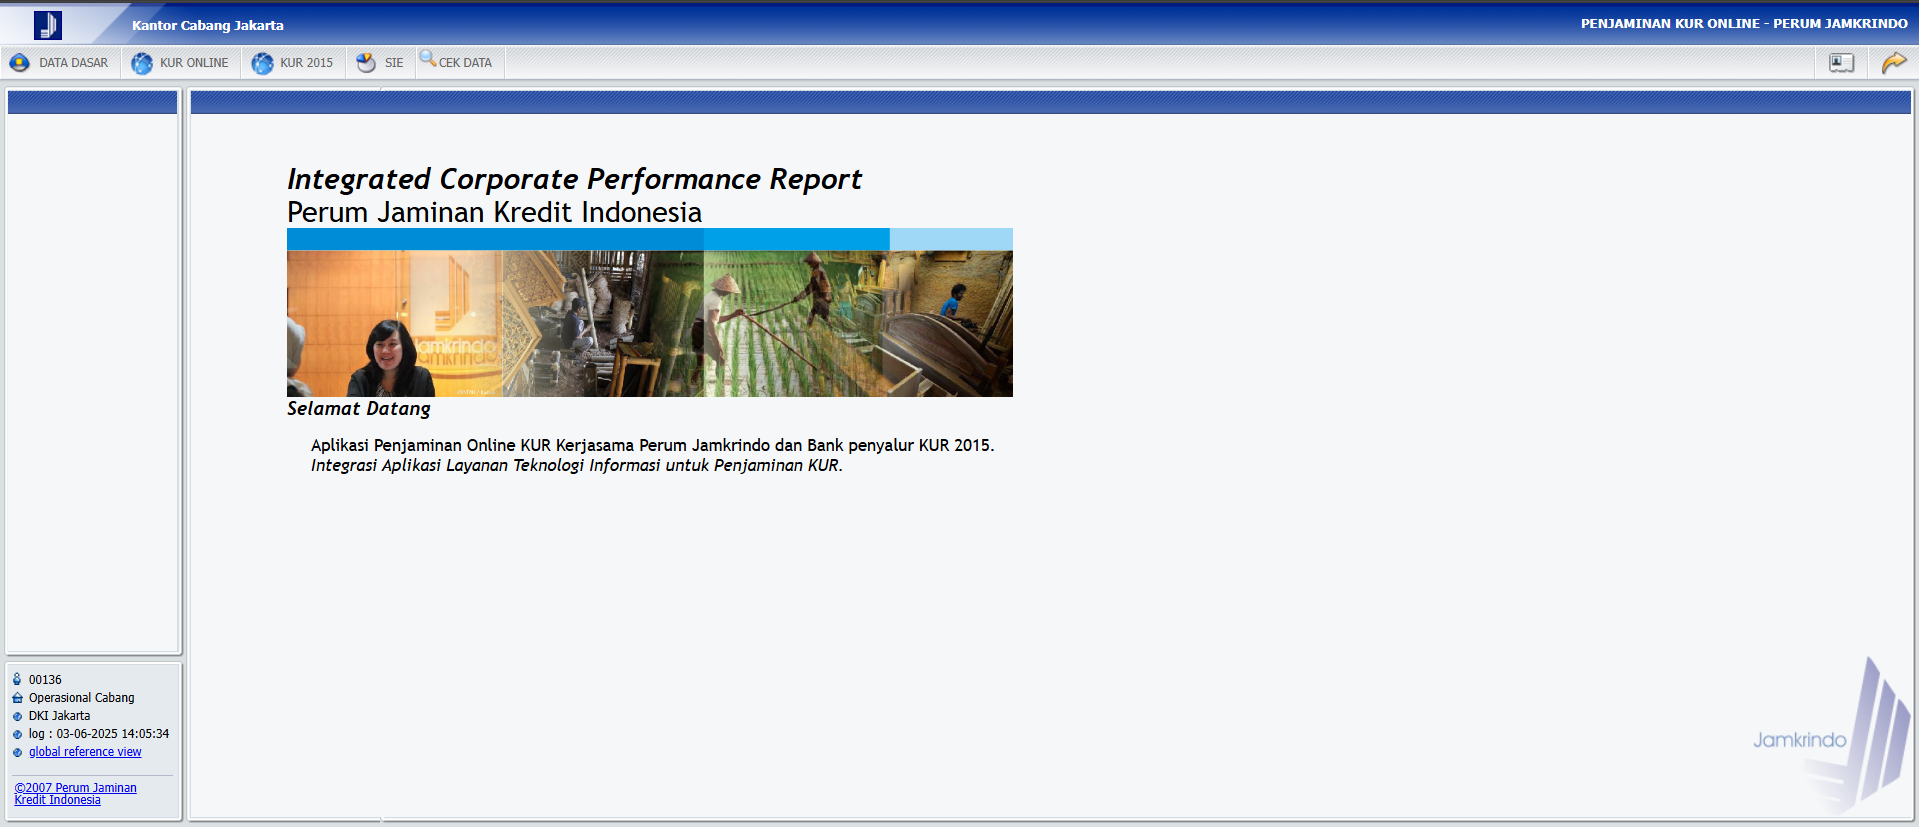 Kantor Cabang Jakarta
PENJAMINAN KUR ONLINE - PERUM JAMKRINDO
DATA DASAR
KUR ONLINE
KUR 2015
SIE
CEK DATA
Integrated Corporate Performance Report
Perum Jaminan Kredit Indonesia
Jamkrindo
Selamat Datang
Aplikasi Penjaminan Online KUR Kerjasama Perum Jamkrindo dan Bank penyalur KUR 2015.
Integrasi Aplikasi Layanan Teknologi Informasi untuk Penjaminan KUR.
00136
Operasional Cabang
DKI Jakarta
log : 03-06-2025 14:05:34
global reference view
©2007 Perum Jaminan
Kredit Indonesia
Jamkrindo